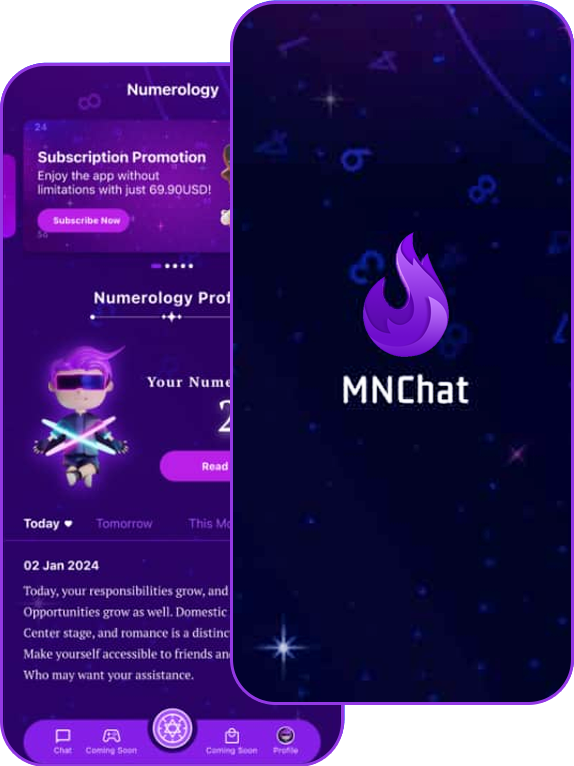 Numerology
24
Subscription Promotion
Enjoy the app without
limitations with just 69.90USD!
Subscribe Now
Numerology Prof
Your Nume
2
Read
Today
Tomorrow
This Mo
02 Jan 2024
Today, your responsibilities grow, and
Opportunities grow as well. Domestic
Center stage, and romance is a distinc
Make yourself accessible to friends an
Who may want your assistance.
Chat
Coming Soon
Coming Soon
Profile
MNChat